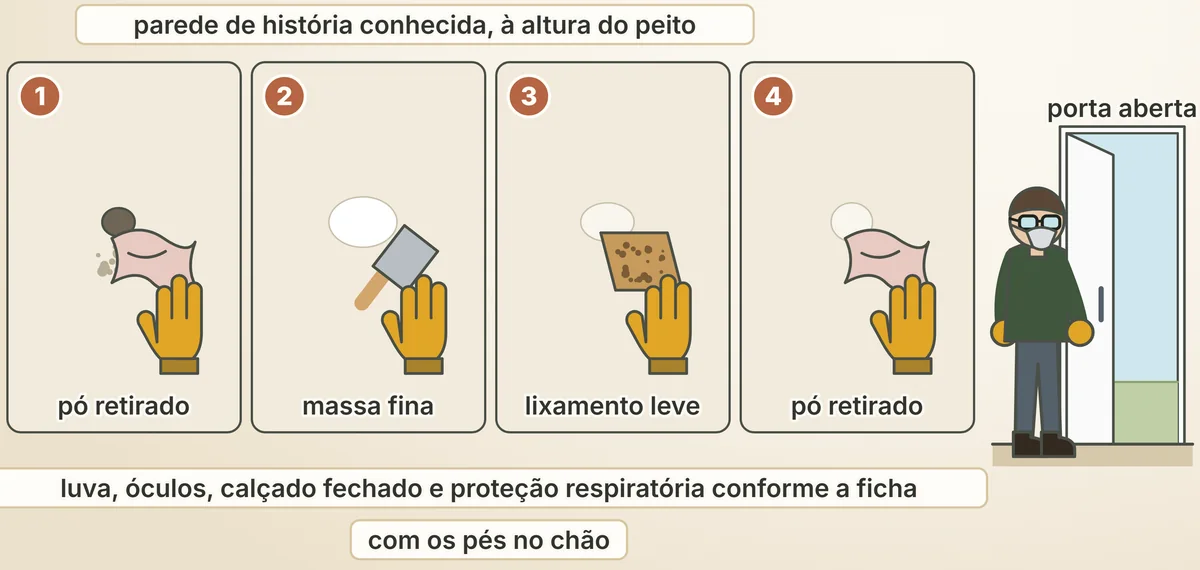 parede de história conhecida, à altura do peito
1
2
3
4
porta aberta
pó retirado
massa fina
lixamento leve
pó retirado
luva, óculos, calçado fechado e proteção respiratória conforme a ficha
com os pés no chão